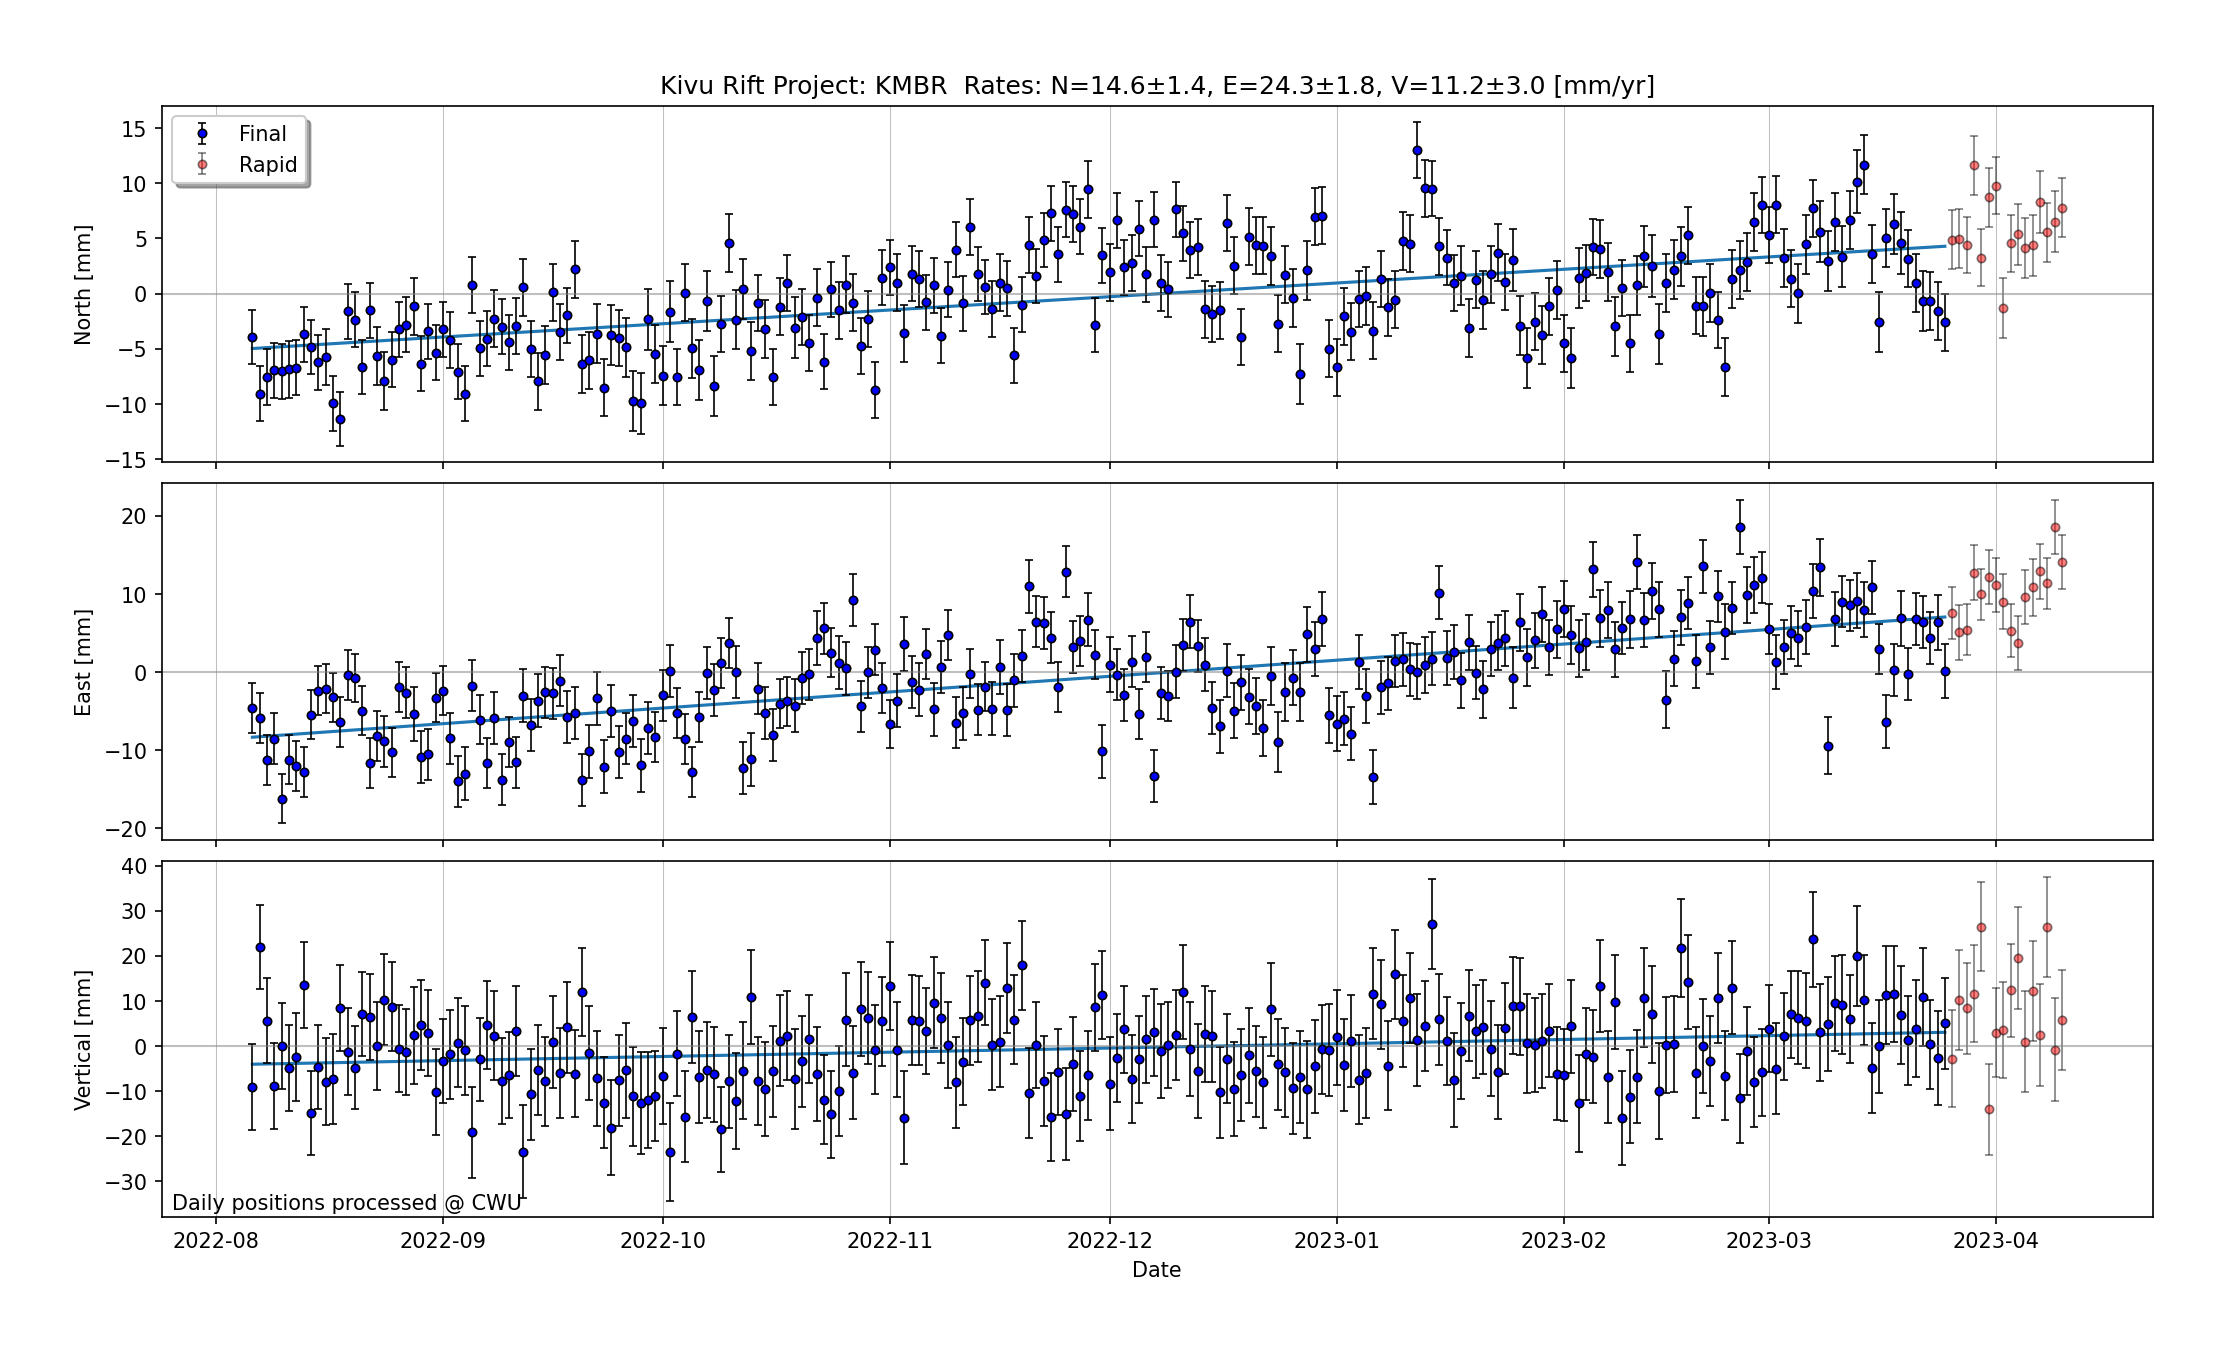 Kivu Rift Project: KMBR  Rates: N=14.6±1.4, E=24.3±1.8, V=11.2±3.0 [mm/yr]
Final
Rapid
North [mm]
15
10
5
0
−5
−10
−15
East [mm]
20
10
0
−10
−20
Vertical [mm]
40
30
20
10
0
−10
−20
−30
Daily positions processed @ CWU
2022-08 2022-09 2022-10 2022-11 2022-12 2023-01 2023-02 2023-03 2023-04
Date